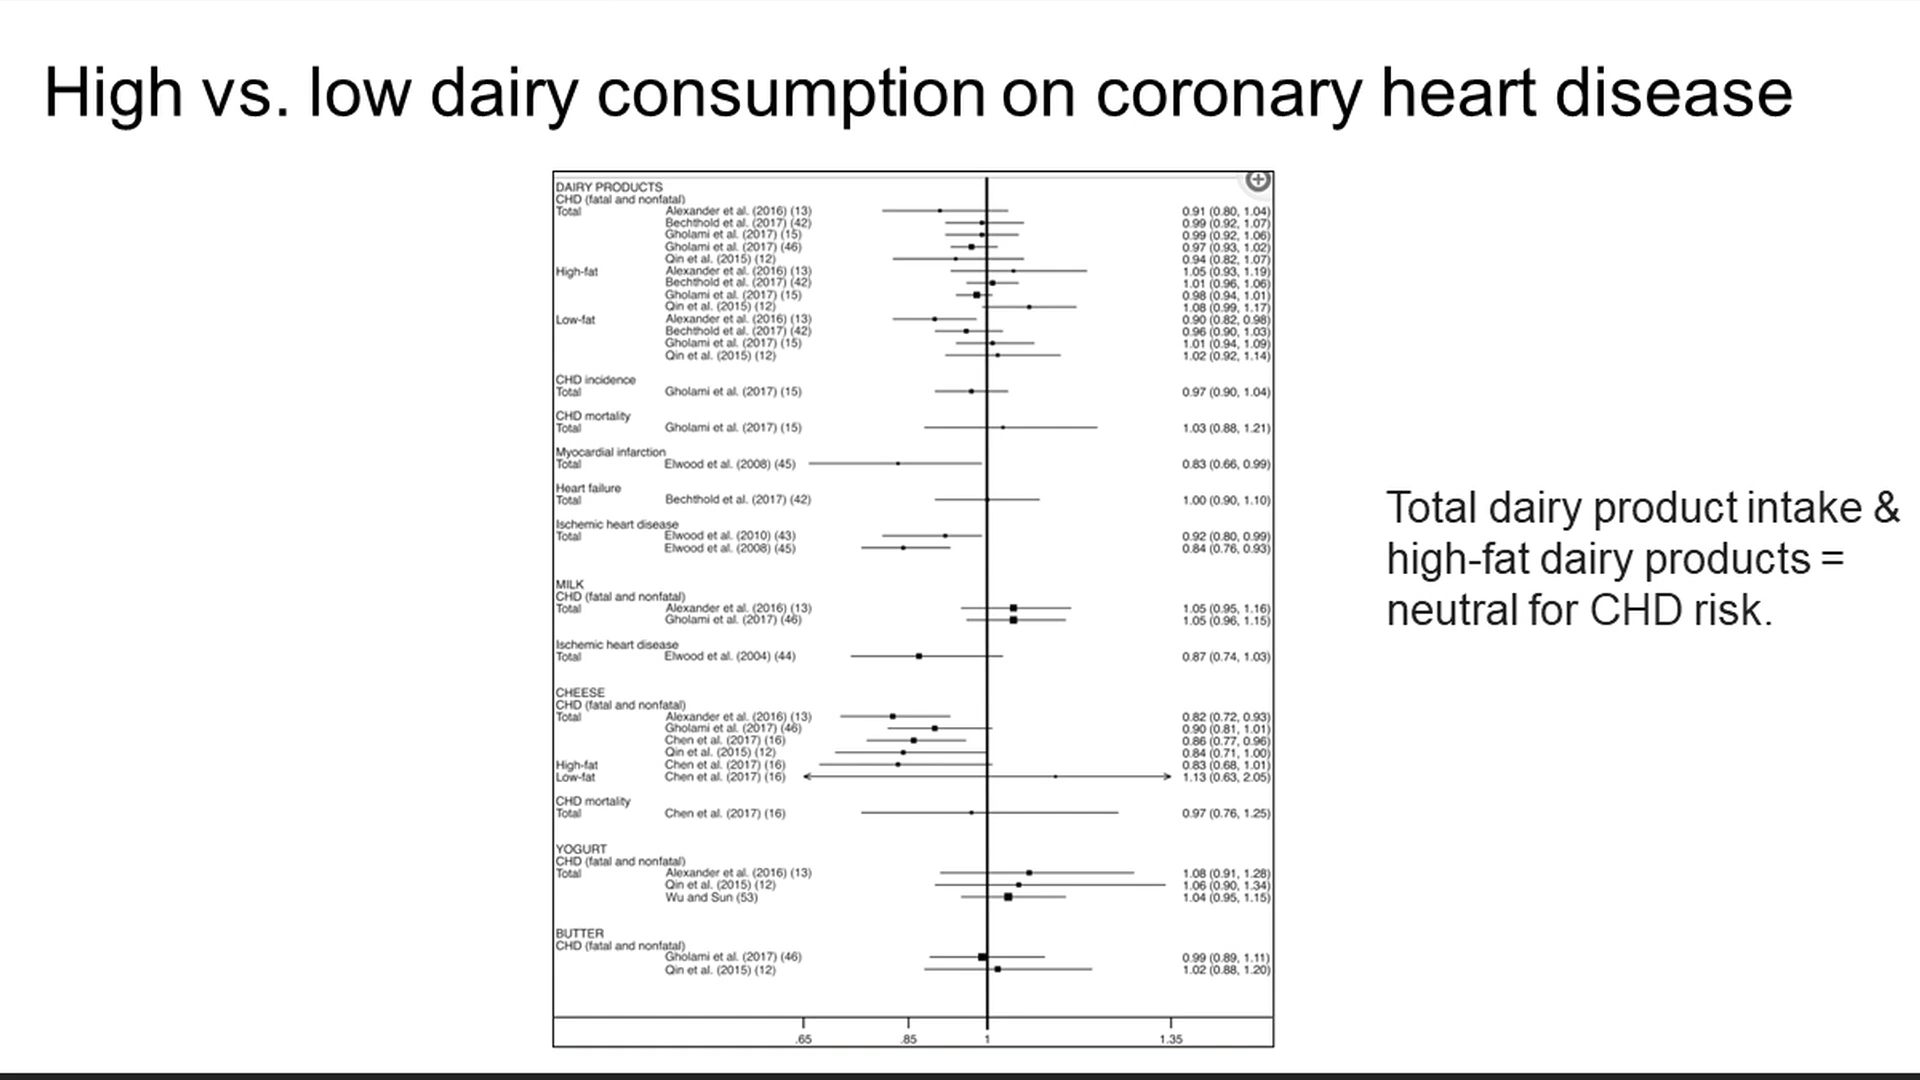 High vs. low dairy consumption on coronary heart disease
DAIRY PRODUCTS
CHD (fatal and nonfatal)
Total Alexander et al. (2016) (13) 0.91 (0.80, 1.04)
Bechthold et al. (2017) (42) 0.99 (0.92, 1.07)
Gholami et al. (2017) (15) 0.99 (0.92, 1.06)
Gholami et al. (2017) (46) 0.97 (0.93, 1.02)
Qin et al. (2015) (12) 0.94 (0.82, 1.07)
High-fat Alexander et al. (2016) (13) 1.05 (0.93, 1.19)
Bechthold et al. (2017) (42) 1.01 (0.96, 1.06)
Gholami et al. (2017) (15) 0.98 (0.94, 1.01)
Qin et al. (2015) (12) 1.08 (0.99, 1.17)
Low-fat Alexander et al. (2016) (13) 0.90 (0.82, 0.98)
Bechthold et al. (2017) (42) 0.96 (0.90, 1.03)
Gholami et al. (2017) (15) 1.01 (0.94, 1.09)
Qin et al. (2015) (12) 1.02 (0.92, 1.14)
CHD incidence
Total Gholami et al. (2017) (15) 0.97 (0.90, 1.04)
CHD mortality
Total Gholami et al. (2017) (15) 1.03 (0.88, 1.21)
Myocardial infarction
Total Elwood et al. (2008) (45) 0.83 (0.66, 0.99)
Heart failure
Total Bechthold et al. (2017) (42) 1.00 (0.90, 1.10)
Ischemic heart disease
Total Elwood et al. (2010) (43) 0.92 (0.80, 0.99)
Elwood et al. (2008) (45) 0.84 (0.76, 0.93)
MILK
CHD (fatal and nonfatal)
Total Alexander et al. (2016) (13) 1.05 (0.95, 1.16)
Gholami et al. (2017) (46) 1.05 (0.96, 1.15)
Ischemic heart disease
Total Elwood et al. (2004) (44) 0.87 (0.74, 1.03)
CHEESE
CHD (fatal and nonfatal)
Total Alexander et al. (2016) (13) 0.82 (0.72, 0.93)
Gholami et al. (2017) (46) 0.90 (0.81, 1.01)
Chen et al. (2017) (16) 0.86 (0.77, 0.96)
Qin et al. (2015) (12) 0.84 (0.71, 1.00)
High-fat Chen et al. (2017) (16) 0.83 (0.68, 1.01)
Low-fat Chen et al. (2017) (16) 1.13 (0.63, 2.05)
CHD mortality
Total Chen et al. (2017) (16) 0.97 (0.76, 1.25)
YOGURT
CHD (fatal and nonfatal)
Total Alexander et al. (2016) (13) 1.08 (0.91, 1.28)
Qin et al. (2015) (12) 1.06 (0.90, 1.34)
Wu and Sun (53) 1.04 (0.95, 1.15)
BUTTER
CHD (fatal and nonfatal)
Gholami et al. (2017) (46) 0.99 (0.89, 1.11)
Qin et al. (2015) (12) 1.02 (0.88, 1.20)
.65 .85 1 1.35
Total dairy product intake &
high-fat dairy products =
neutral for CHD risk.